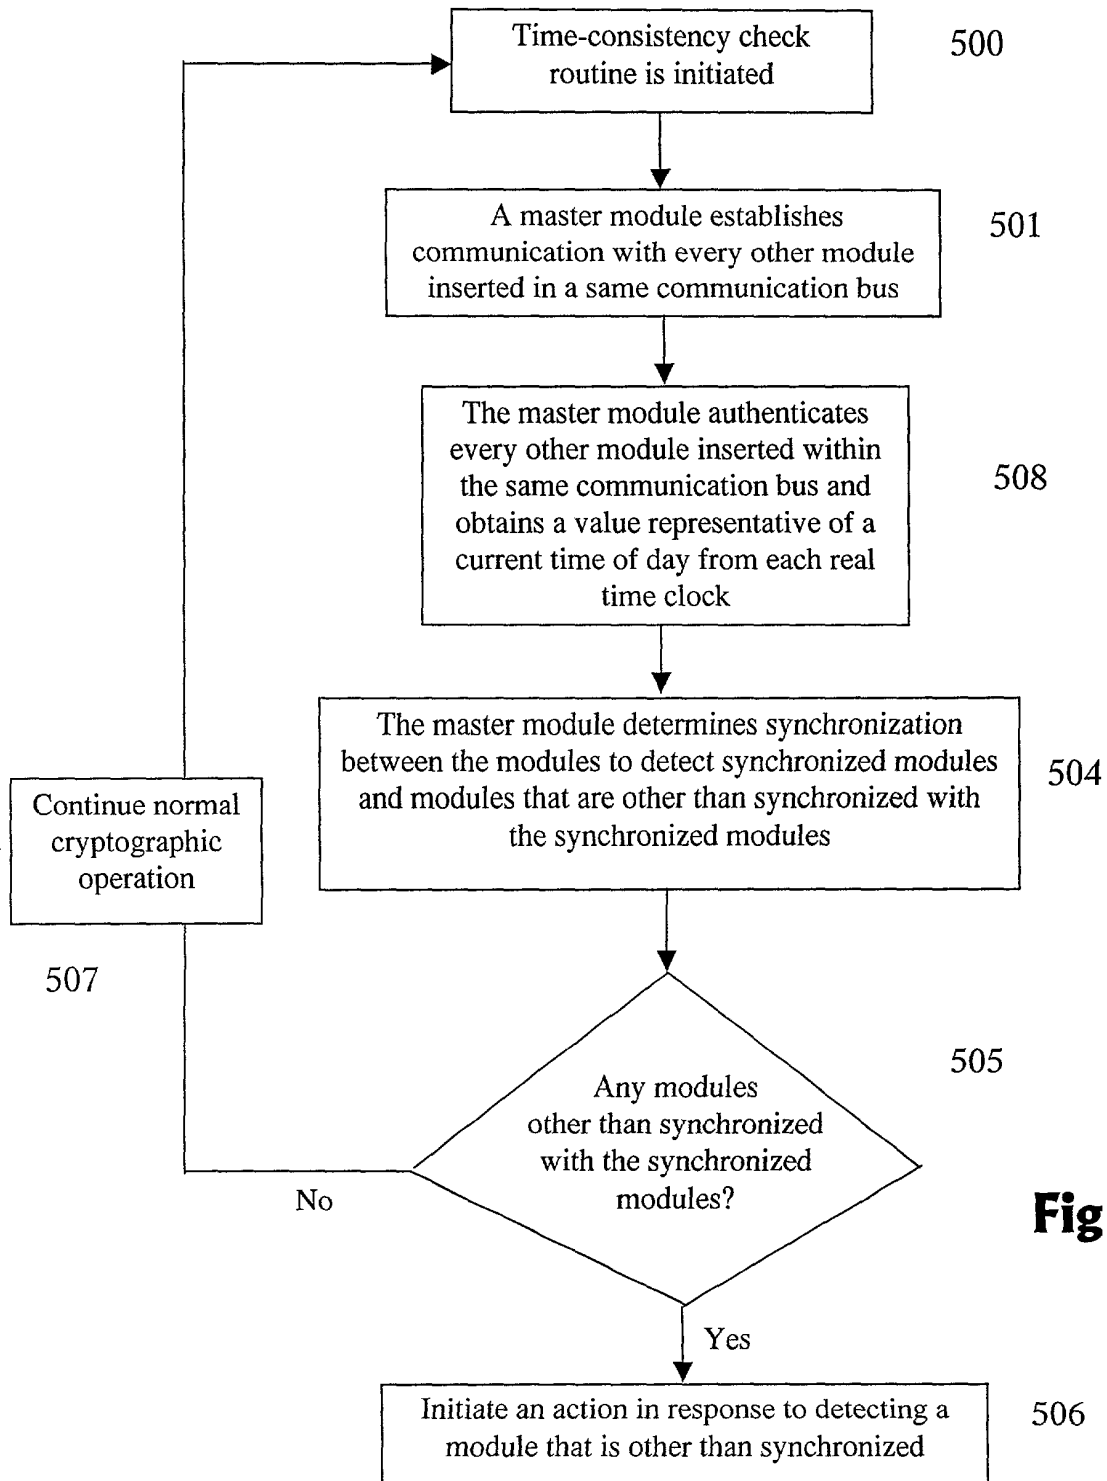 Time-consistency check
routine is initiated
500
A master module establishes
communication with every other module
inserted in a same communication bus
501
The master module authenticates
every other module inserted within
the same communication bus and
obtains a value representative of a
current time of day from each real
time clock
508
The master module determines synchronization
between the modules to detect synchronized modules
and modules that are other than synchronized with
the synchronized modules
504
Continue normal
cryptographic
operation
507
Any modules
other than synchronized
with the synchronized
modules?
505
No
Fig
Yes
Initiate an action in response to detecting a
module that is other than synchronized
506